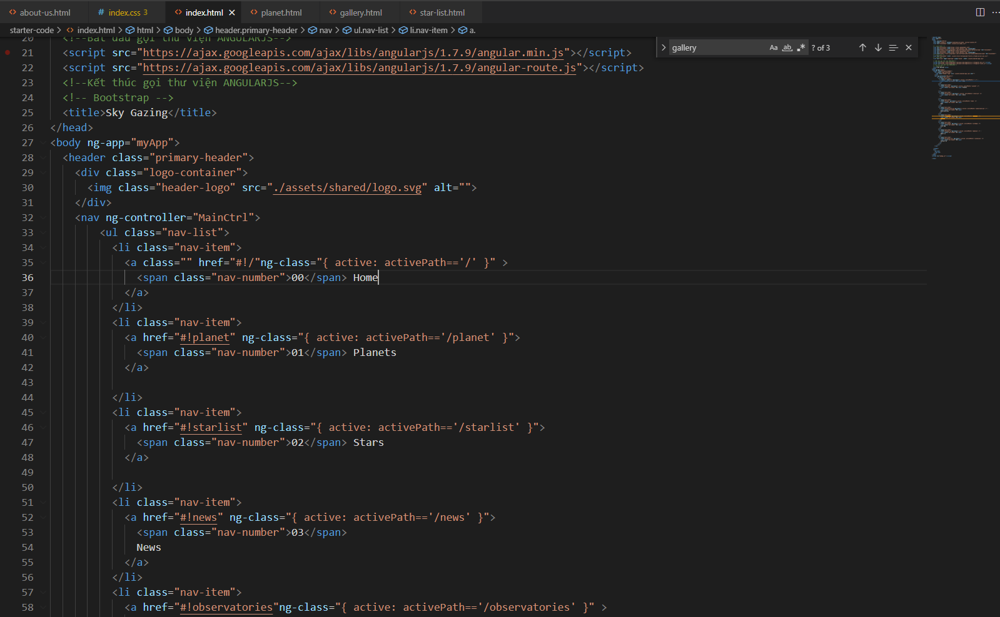 about-us.html
# index.css 3
index.html
planet.html
gallery.html
star-list.html
starter-code > index.html > html > body > header.primary-header > nav > ul.nav-list > li.nav-item > a.
gallery
Aa ab, .* ? of 3
20 <!--Bắt đầu gọi thư viện ANGULARJS-->
21 <script src="https://ajax.googleapis.com/ajax/libs/angularjs/1.7.9/angular.min.js"></script>
22 <script src="https://ajax.googleapis.com/ajax/libs/angularjs/1.7.9/angular-route.js"></script>
23 <!--Kết thúc gọi thư viện ANGULARJS-->
24 <!-- Bootstrap -->
25 <title>Sky Gazing</title>
26 </head>
27 <body ng-app="myApp">
28 <header class="primary-header">
29 <div class="logo-container">
30 <img class="header-logo" src="./assets/shared/logo.svg" alt="">
31 </div>
32 <nav ng-controller="MainCtrl">
33 <ul class="nav-list">
34 <li class="nav-item">
35 <a class="" href="#!/"ng-class="{ active: activePath=='/' }" >
36 <span class="nav-number">00</span> Home
37 </a>
38 </li>
39 <li class="nav-item">
40 <a href="#!planet" ng-class="{ active: activePath=='/planet' }">
41 <span class="nav-number">01</span> Planets
42 </a>
43
44 </li>
45 <li class="nav-item">
46 <a href="#!starlist" ng-class="{ active: activePath=='/starlist' }">
47 <span class="nav-number">02</span> Stars
48 </a>
49
50 </li>
51 <li class="nav-item">
52 <a href="#!news" ng-class="{ active: activePath=='/news' }">
53 <span class="nav-number">03</span>
54 News
55 </a>
56 </li>
57 <li class="nav-item">
58 <a href="#!observatories"ng-class="{ active: activePath=='/observatories' }" >